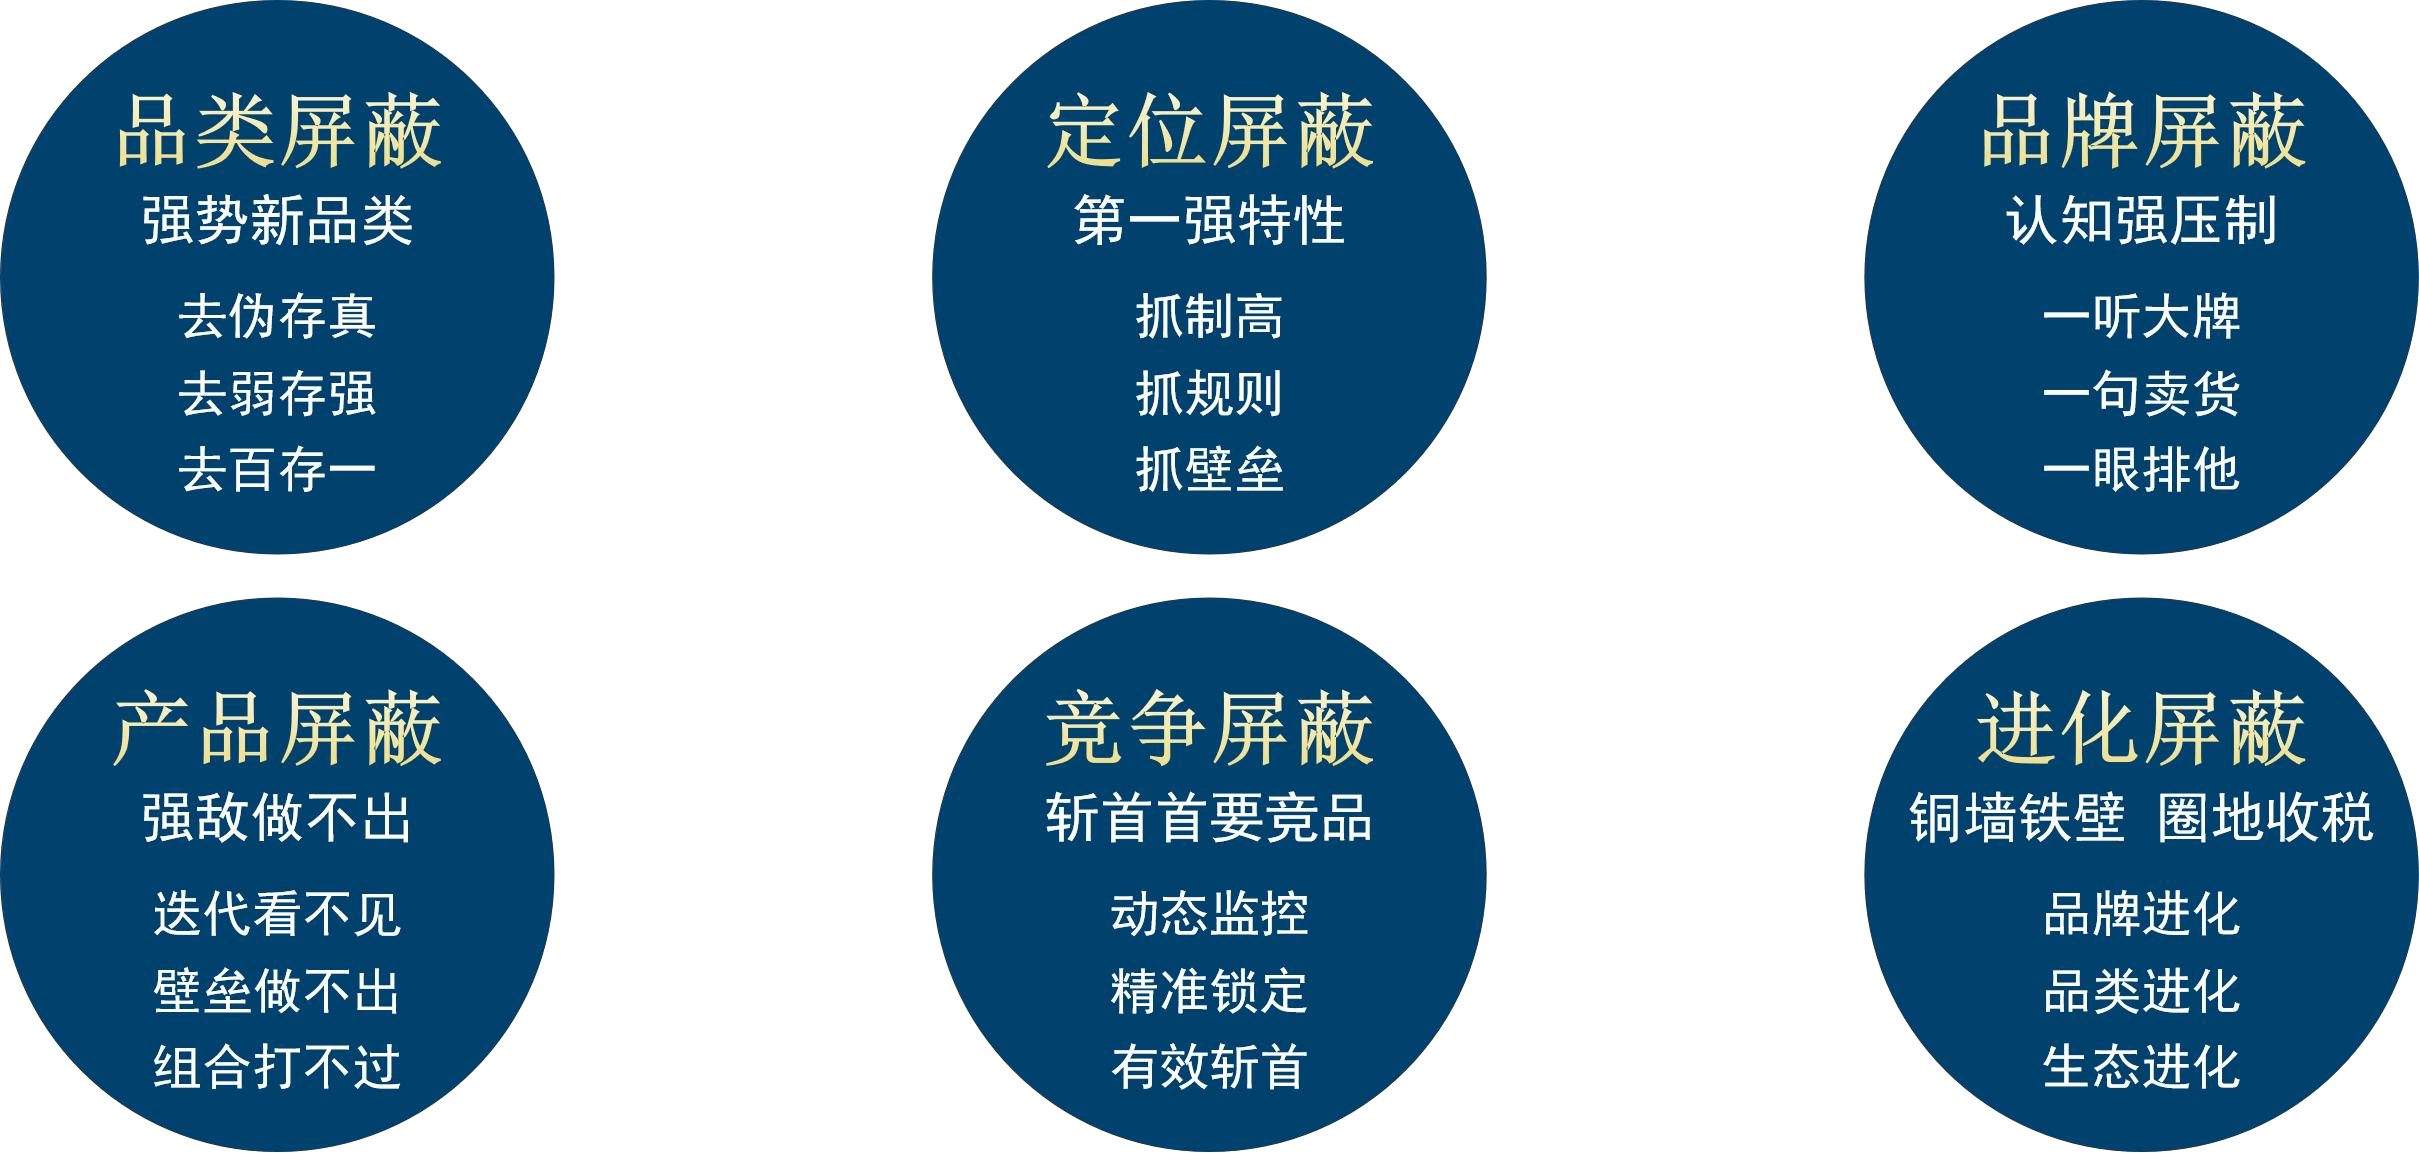 品类屏蔽
强势新品类
去伪存真
去弱存强
去百存一
定位屏蔽
第一强特性
抓制高
抓规则
抓壁垒
品牌屏蔽
认知强压制
一听大牌
一句卖货
一眼排他
产品屏蔽
强敌做不出
迭代看不见
壁垒做不出
组合打不过
竞争屏蔽
斩首首要竞品
动态监控
精准锁定
有效斩首
进化屏蔽
铜墙铁壁 圈地收税
品牌进化
品类进化
生态进化